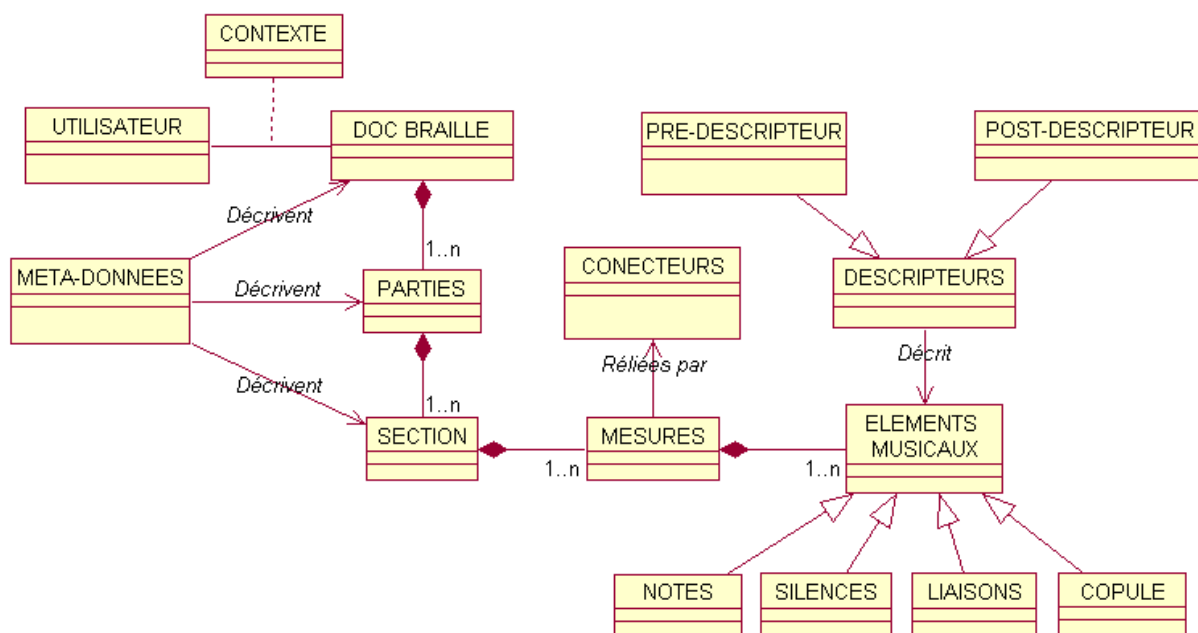 CONTEXTE
UTILISATEUR
DOC BRAILLE
PRE-DESCRIPTEUR
POST-DESCRIPTEUR
Décrivent
1..n
META-DONNEES
Décrivent
PARTIES
CONECTEURS
DESCRIPTEURS
Décrivent
Réliées par
Décrit
1..n
SECTION
1..n
MESURES
1..n
ELEMENTS
MUSICAUX
NOTES
SILENCES
LIAISONS
COPULE